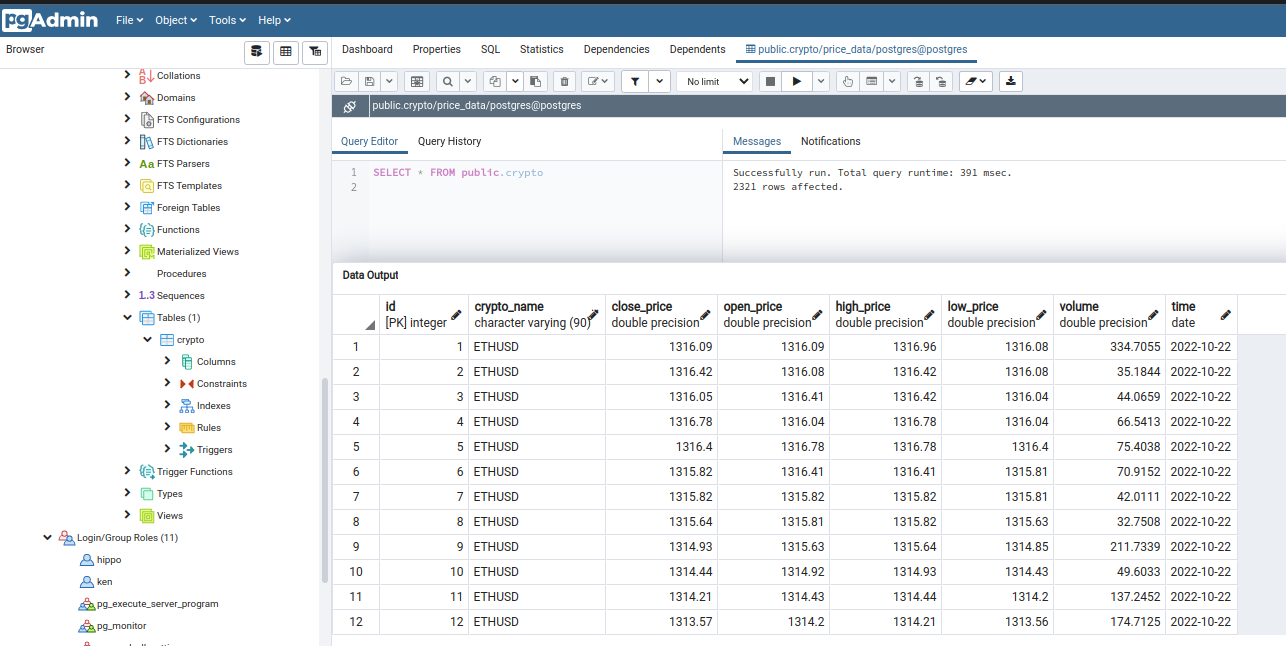 pgAdmin File Object Tools Help
Browser
Dashboard Properties SQL Statistics Dependencies Dependents public.crypto/price_data/postgres@postgres
No limit
public.crypto/price_data/postgres@postgres
Query Editor Query History
Messages Notifications
1 SELECT * FROM public.crypto
2
Successfully run. Total query runtime: 391 msec.
2321 rows affected.
Collations
Domains
FTS Configurations
FTS Dictionaries
Aa FTS Parsers
FTS Templates
Foreign Tables
Functions
Materialized Views
Procedures
1..3 Sequences
Tables (1)
crypto
Columns
Constraints
Indexes
Rules
Triggers
Trigger Functions
Types
Views
Login/Group Roles (11)
hippo
ken
pg_execute_server_program
pg_monitor
Data Output
id crypto_name close_price open_price high_price low_price volume time
[PK] integer character varying (90) double precision double precision double precision double precision double precision date
1 1 ETHUSD 1316.09 1316.09 1316.96 1316.08 334.7055 2022-10-22
2 2 ETHUSD 1316.42 1316.08 1316.42 1316.08 35.1844 2022-10-22
3 3 ETHUSD 1316.05 1316.41 1316.42 1316.04 44.0659 2022-10-22
4 4 ETHUSD 1316.78 1316.04 1316.78 1316.04 66.5413 2022-10-22
5 5 ETHUSD 1316.4 1316.78 1316.78 1316.4 75.4038 2022-10-22
6 6 ETHUSD 1315.82 1316.41 1316.41 1315.81 70.9152 2022-10-22
7 7 ETHUSD 1315.82 1315.82 1315.82 1315.81 42.0111 2022-10-22
8 8 ETHUSD 1315.64 1315.81 1315.82 1315.63 32.7508 2022-10-22
9 9 ETHUSD 1314.93 1315.63 1315.64 1314.85 211.7339 2022-10-22
10 10 ETHUSD 1314.44 1314.92 1314.93 1314.43 49.6033 2022-10-22
11 11 ETHUSD 1314.21 1314.43 1314.44 1314.2 137.2452 2022-10-22
12 12 ETHUSD 1313.57 1314.2 1314.21 1313.56 174.7125 2022-10-22